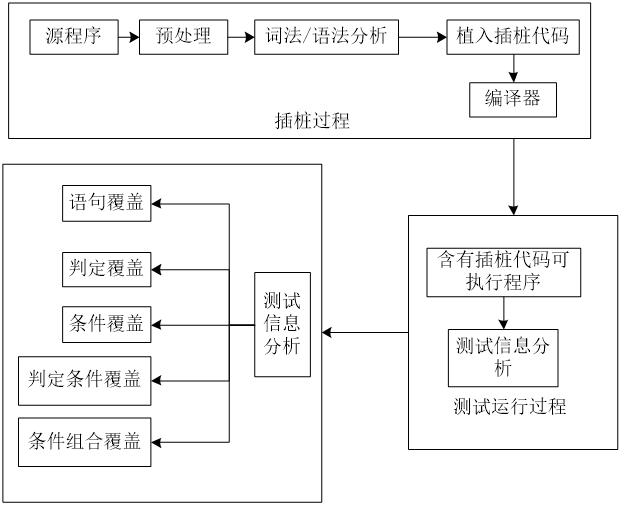 源程序
预处理
词法/语法分析
植入插桩代码
编译器
插桩过程
含有插桩代码可
执行程序
测试信息分
析
测试运行过程
测试
信息
分析
语句覆盖
判定覆盖
条件覆盖
判定条件覆盖
条件组合覆盖